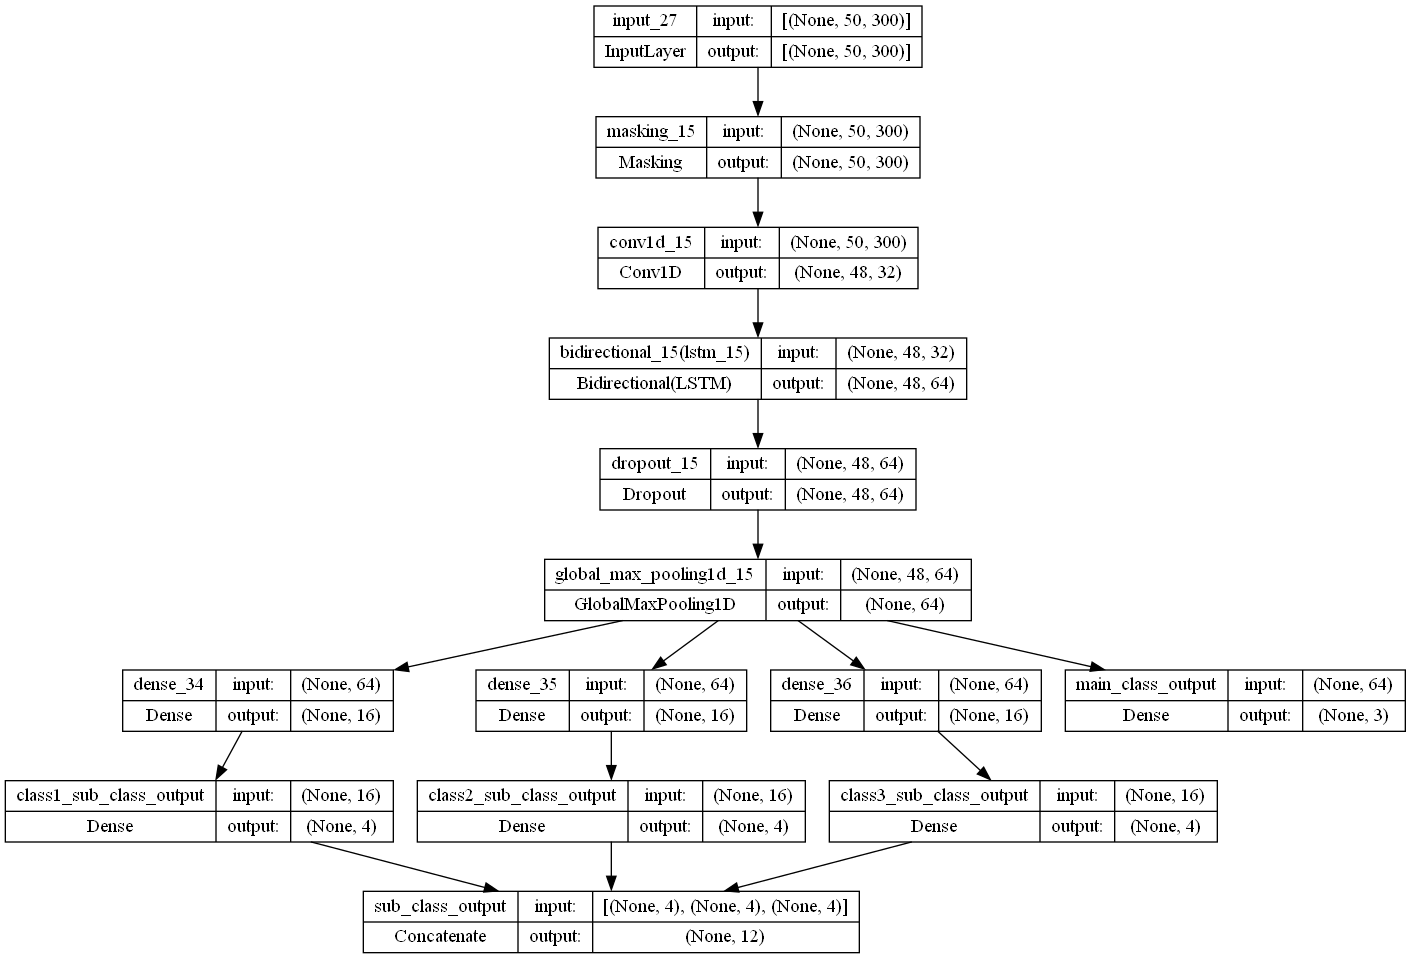 input_27 input: [(None, 50, 300)]
InputLayer output: [(None, 50, 300)]
masking_15 input: (None, 50, 300)
Masking output: (None, 50, 300)
conv1d_15 input: (None, 50, 300)
Conv1D output: (None, 48, 32)
bidirectional_15(lstm_15) input: (None, 48, 32)
Bidirectional(LSTM) output: (None, 48, 64)
dropout_15 input: (None, 48, 64)
Dropout output: (None, 48, 64)
global_max_pooling1d_15 input: (None, 48, 64)
GlobalMaxPooling1D output: (None, 64)
dense_34 input: (None, 64)
Dense output: (None, 16)
dense_35 input: (None, 64)
Dense output: (None, 16)
dense_36 input: (None, 64)
Dense output: (None, 16)
main_class_output input: (None, 64)
Dense output: (None, 3)
class1_sub_class_output input: (None, 16)
Dense output: (None, 4)
class2_sub_class_output input: (None, 16)
Dense output: (None, 4)
class3_sub_class_output input: (None, 16)
Dense output: (None, 4)
sub_class_output input: [(None, 4), (None, 4), (None, 4)]
Concatenate output: (None, 12)